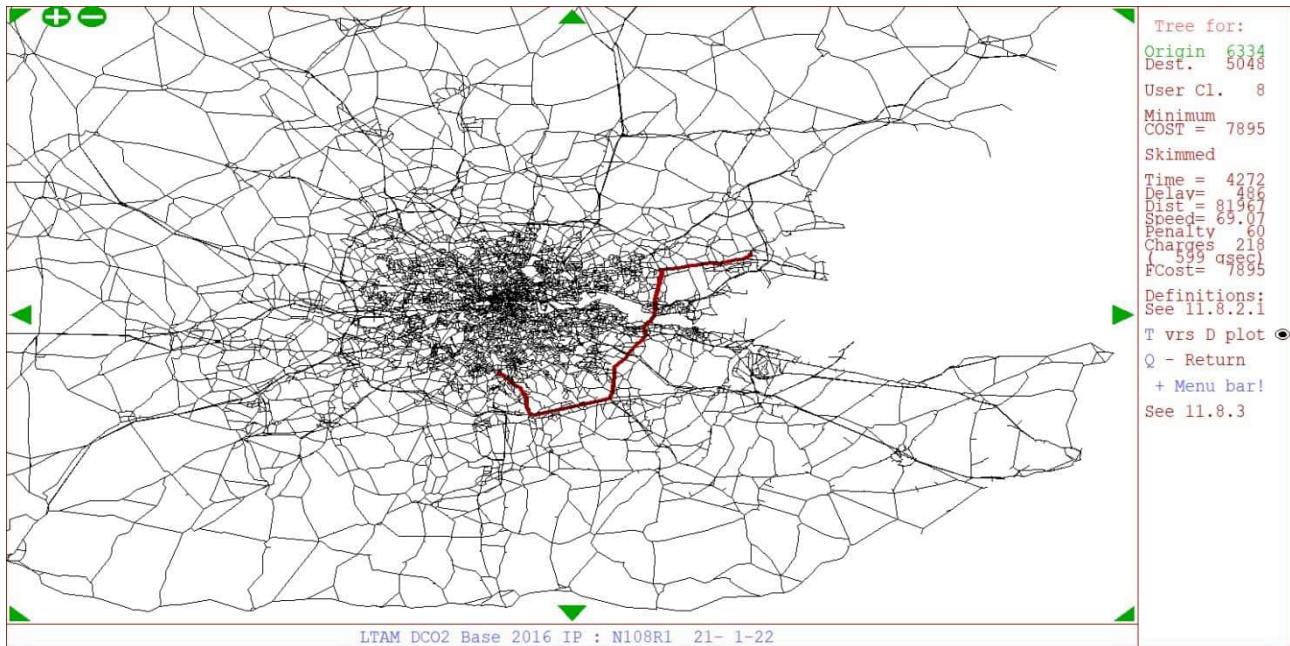 Tree for:
Origin 6334
Dest. 5048
User Cl. 8
Minimum
COST = 7895
Skimmed
Time = 4272
Delay= 486
Dist = 81967
Speed= 69.07
Penalty 60
Charges 218
( 599 qsec)
FCost= 7895
Definitions:
See 11.8.2.1
T vrs D plot
Q - Return
+ Menu bar!
See 11.8.3
LTAM DCO2 Base 2016 IP : N108R1 21- 1-22